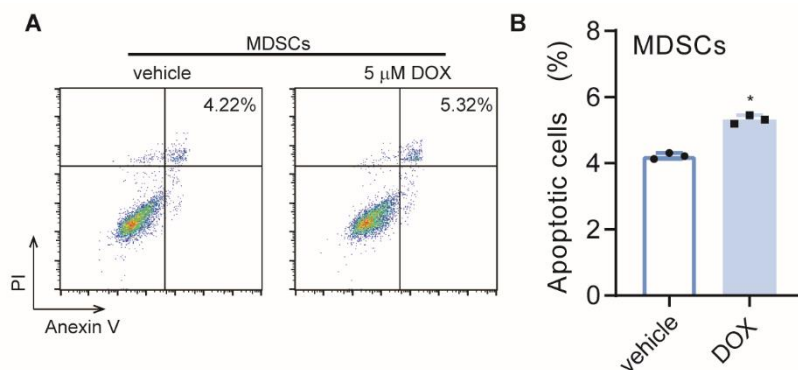 A
MDSCs
vehicle
5 μM DOX
4.22%
5.32%
PI
Anexin V
B
MDSCs
Apoptotic cells (%)
8
6
4
2
0
*
vehicle
DOX